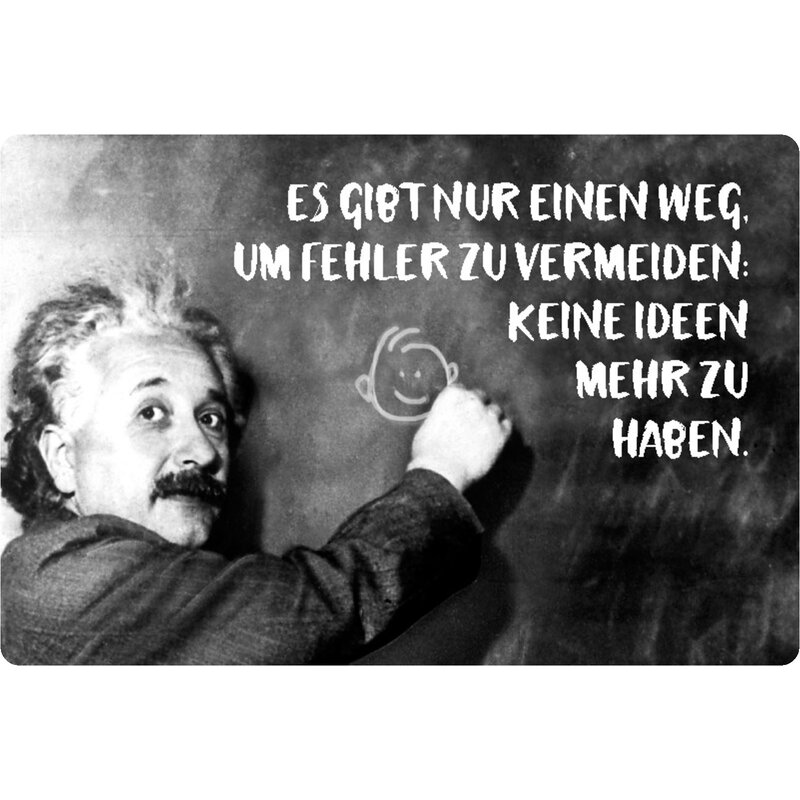 ES GIBT NUR EINEN WEG,
UM FEHLER ZU VERMEIDEN:
KEINE IDEEN
MEHR ZU
HABEN.